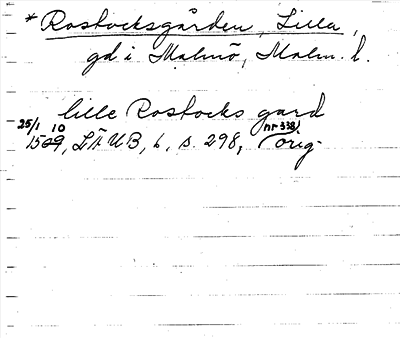 * Rostocksgården, Lilla,
gd i Malmö, Malm. l.
lille Rostocks gard
25/1 10
1509, LÄUB, 6, s. 298, (nr 338) orig.